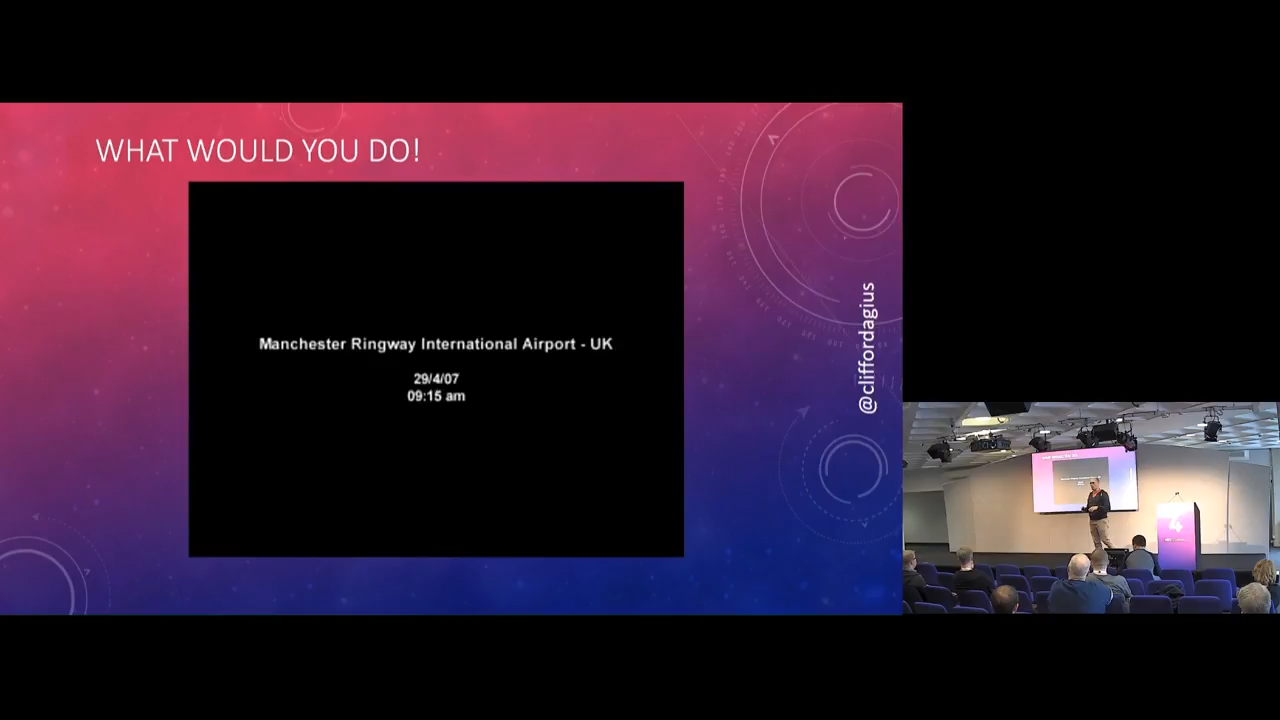 WHAT WOULD YOU DO!
Manchester Ringway International Airport - UK
29/4/07
09:15 am
@cliffordagius